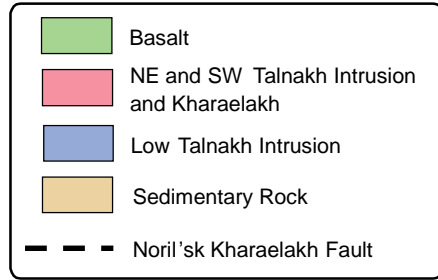 Basalt
NE and SW Talnakh Intrusion
and Kharaelakh
Low Talnakh Intrusion
Sedimentary Rock
Noril'sk Kharaelakh Fault